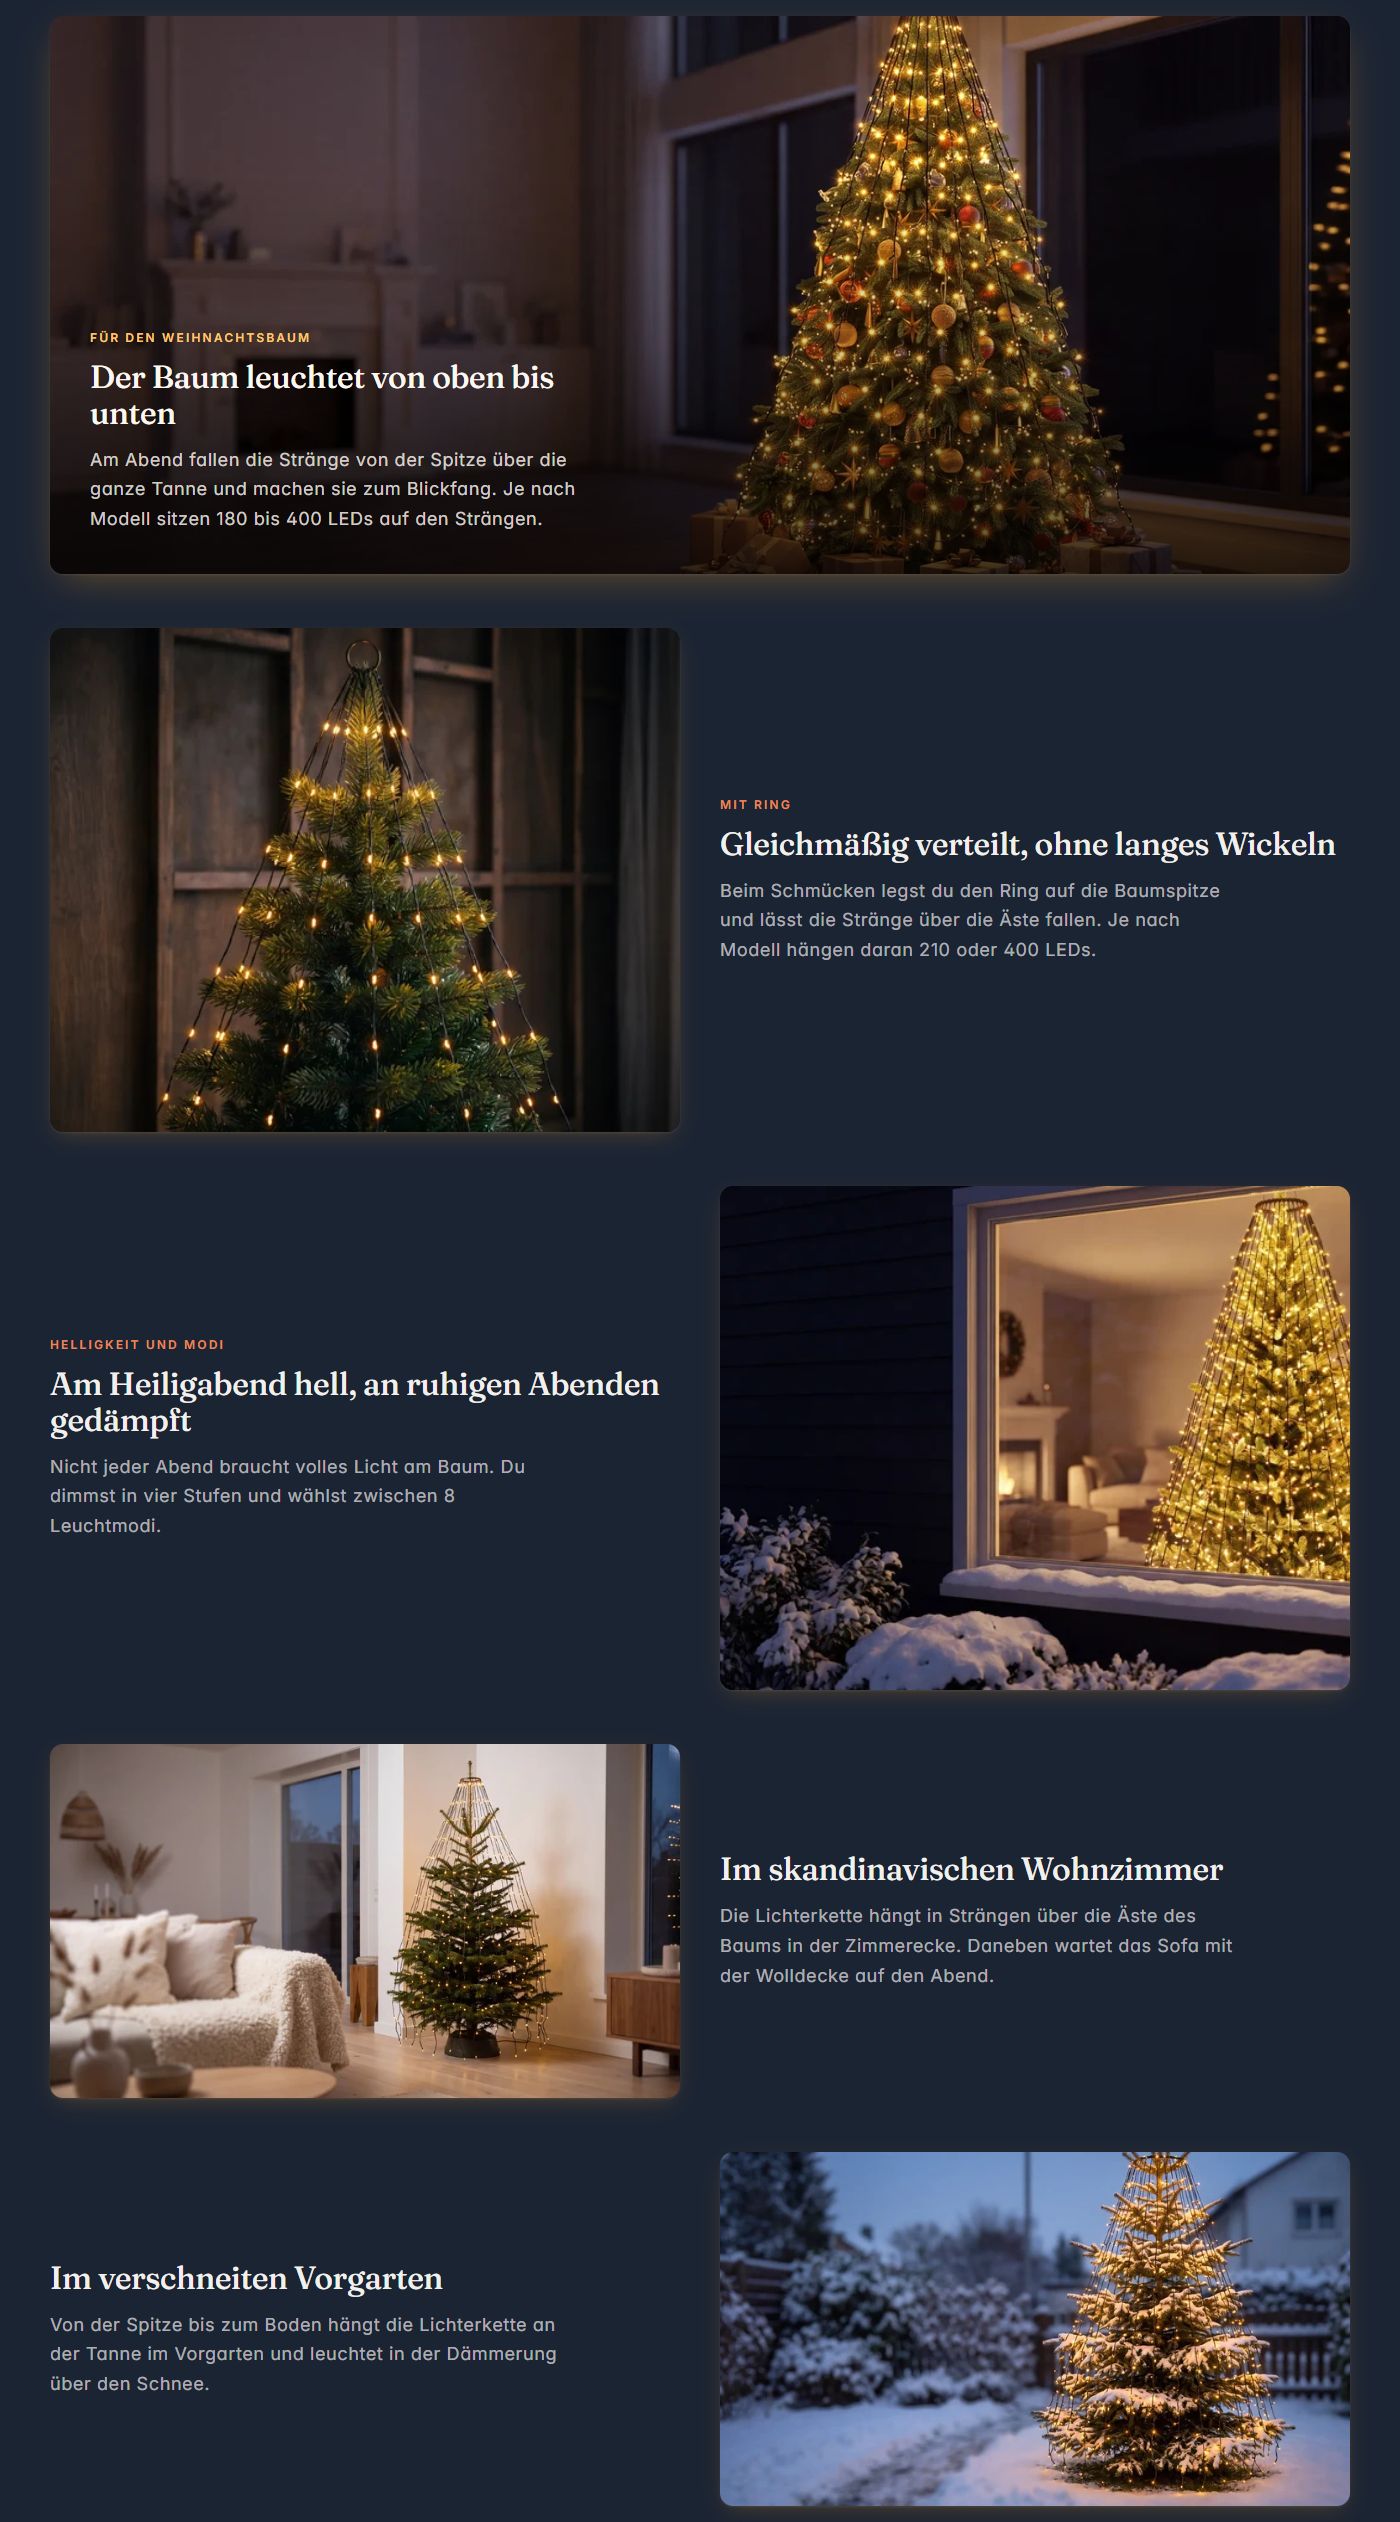 FÜR DEN WEIHNACHTSBAUM
Der Baum leuchtet von oben bis
unten
Am Abend fallen die Stränge von der Spitze über die
ganze Tanne und machen sie zum Blickfang. Je nach
Modell sitzen 180 bis 400 LEDs auf den Strängen.
MIT RING
Gleichmäßig verteilt, ohne langes Wickeln
Beim Schmücken legst du den Ring auf die Baumspitze
und lässt die Stränge über die Äste fallen. Je nach
Modell hängen daran 210 oder 400 LEDs.
HELLIGKEIT UND MODI
Am Heiligabend hell, an ruhigen Abenden
gedämpft
Nicht jeder Abend braucht volles Licht am Baum. Du
dimmst in vier Stufen und wählst zwischen 8
Leuchtmodi.
Im skandinavischen Wohnzimmer
Die Lichterkette hängt in Strängen über die Äste des
Baums in der Zimmerecke. Daneben wartet das Sofa mit
der Wolldecke auf den Abend.
Im verschneiten Vorgarten
Von der Spitze bis zum Boden hängt die Lichterkette an
der Tanne im Vorgarten und leuchtet in der Dämmerung
über den Schnee.